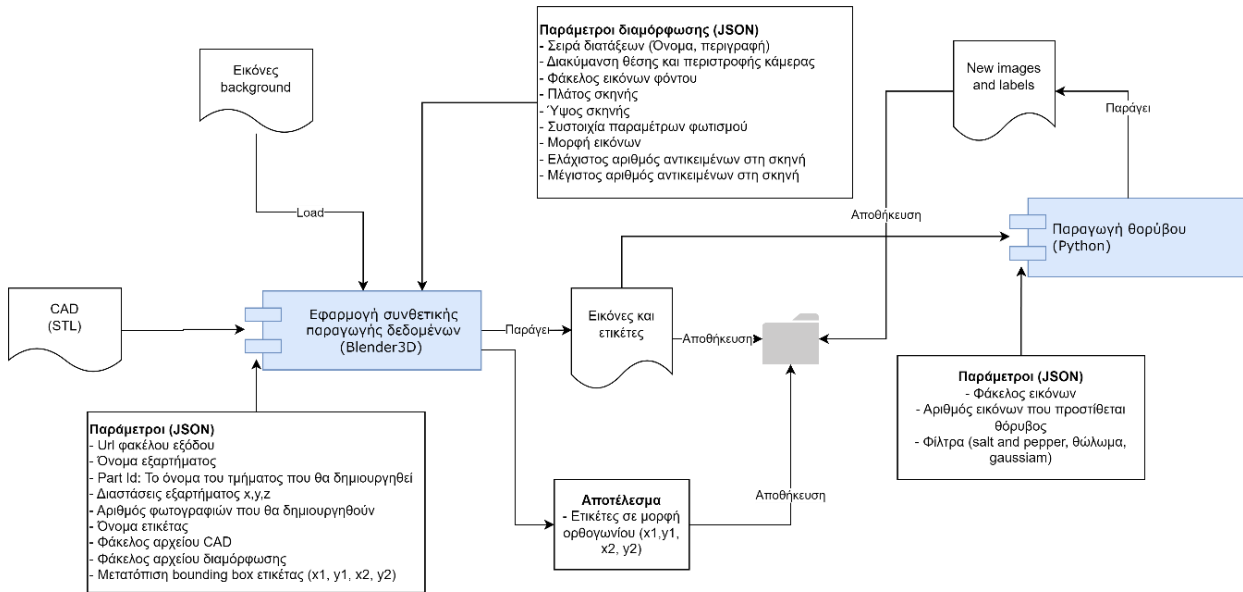 Παράμετροι διαμόρφωσης (JSON)
- Σειρά διατάξεων (Όνομα, περιγραφή)
- Διακύμανση θέσης και περιστροφής κάμερας
- Φάκελος εικόνων φόντου
- Πλάτος σκηνής
- Ύψος σκηνής
- Συστοιχία παραμέτρων φωτισμού
- Μορφή εικόνων
- Ελάχιστος αριθμός αντικειμένων στη σκηνή
- Μέγιστος αριθμός αντικειμένων στη σκηνή
Εικόνες
background
New images
and labels
Παράγει
Load
Αποθήκευση
Παραγωγή θορύβου
(Python)
CAD
(STL)
Εφαρμογή συνθετικής
παραγωγής δεδομένων
(Blender3D)
Παράγει
Εικόνες και
ετικέτες
Αποθήκευση
Παράμετροι (JSON)
- Φάκελος εικόνων
- Αριθμός εικόνων που προστίθεται
θόρυβος
- Φίλτρα (salt and pepper, θώλωμα,
gaussiam)
Παράμετροι (JSON)
- Url φακέλου εξόδου
- Όνομα εξαρτήματος
- Part Id: Το όνομα του τμήματος που θα δημιουργηθεί
- Διαστάσεις εξαρτήματος x,y,z
- Αριθμός φωτογραφιών που θα δημιουργηθούν
- Όνομα ετικέτας
- Φάκελος αρχείου CAD
- Φάκελος αρχείου διαμόρφωσης
- Μετατόπιση bounding box ετικέτας (x1, y1, x2, y2)
Αποτέλεσμα
- Ετικέτες σε μορφή
ορθογωνίου (x1,y1,
x2, y2)
Αποθήκευση